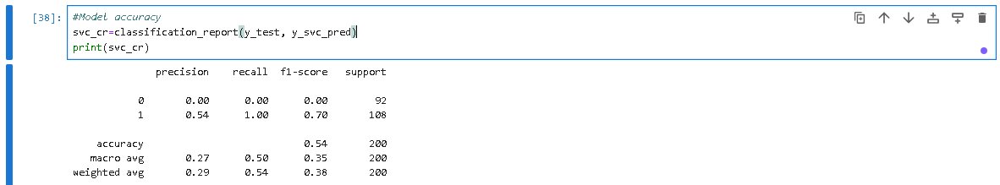 [38]: #Model accuracy
svc_cr=classification_report(y_test, y_svc_pred)
print(svc_cr)
precision recall f1-score support
0 0.00 0.00 0.00 92
1 0.54 1.00 0.70 108
accuracy 0.54 200
macro avg 0.27 0.50 0.35 200
weighted avg 0.29 0.54 0.38 200